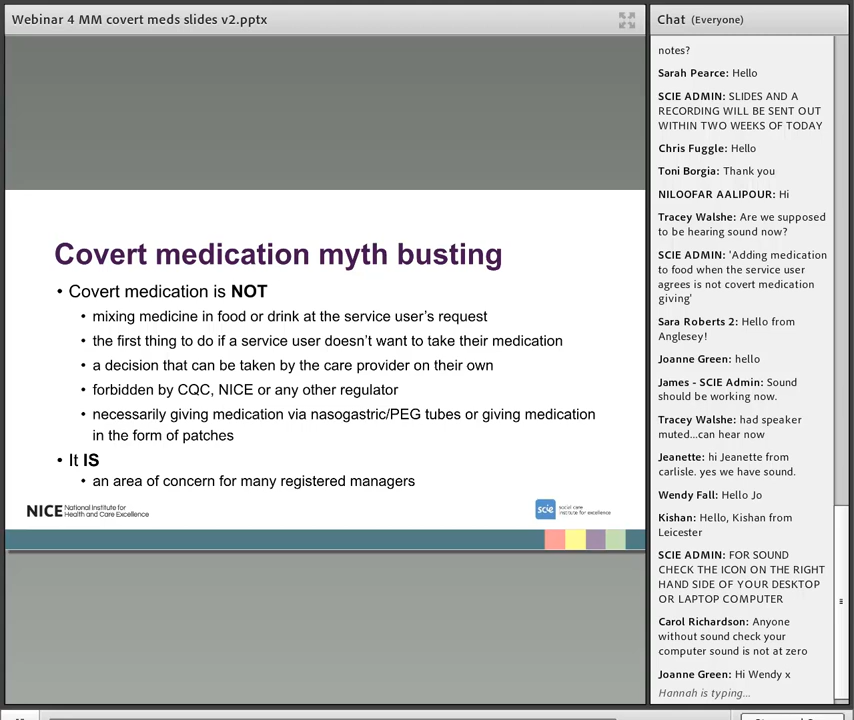 Webinar 4 MM covert meds slides v2.pptx
Covert medication myth busting
• Covert medication is NOT
• mixing medicine in food or drink at the service user's request
• the first thing to do if a service user doesn't want to take their medication
• a decision that can be taken by the care provider on their own
• forbidden by CQC, NICE or any other regulator
• necessarily giving medication via nasogastric/PEG tubes or giving medication
in the form of patches
• It IS
• an area of concern for many registered managers
NICE National Institute for
Health and Care Excellence
scie social care
institute for excellence
Chat (Everyone)
notes?
Sarah Pearce: Hello
SCIE ADMIN: SLIDES AND A
RECORDING WILL BE SENT OUT
WITHIN TWO WEEKS OF TODAY
Chris Fuggle: Hello
Toni Borgia: Thank you
NILOOFAR AALIPOUR: Hi
Tracey Walshe: Are we supposed
to be hearing sound now?
SCIE ADMIN: 'Adding medication
to food when the service user
agrees is not covert medication
giving'
Sara Roberts 2: Hello from
Anglesey!
Joanne Green: hello
James - SCIE Admin: Sound
should be working now.
Tracey Walshe: had speaker
muted...can hear now
Jeanette: hi Jeanette from
carlisle. yes we have sound.
Wendy Fall: Hello Jo
Kishan: Hello, Kishan from
Leicester
SCIE ADMIN: FOR SOUND
CHECK THE ICON ON THE RIGHT
HAND SIDE OF YOUR DESKTOP
OR LAPTOP COMPUTER
Carol Richardson: Anyone
without sound check your
computer sound is not at zero
Joanne Green: Hi Wendy x
Hannah is typing...